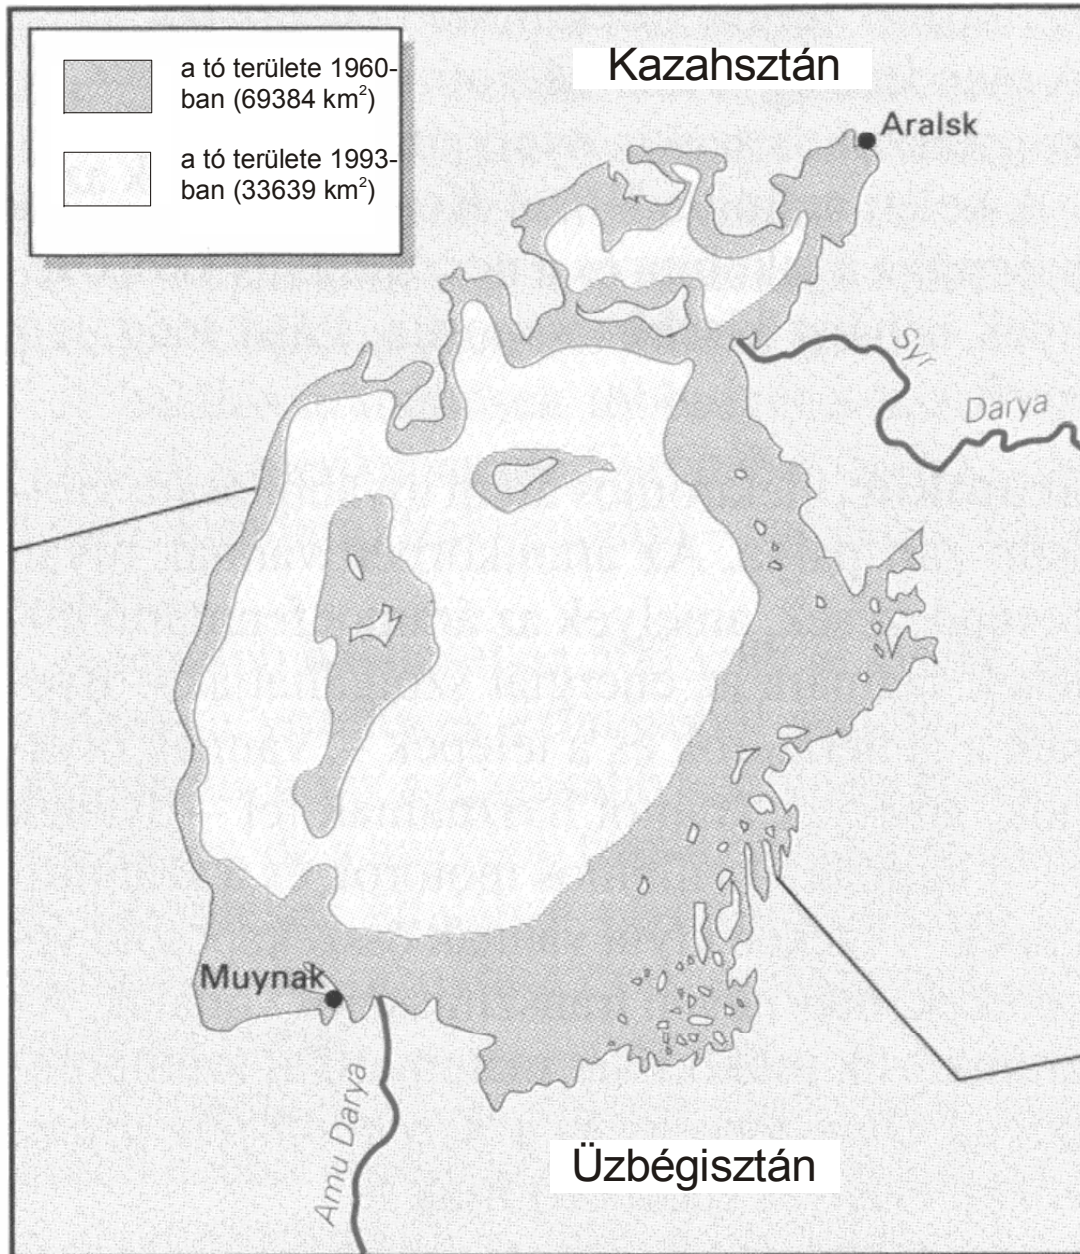 a tó területe 1960-
ban (69384 km²)
a tó területe 1993-
ban (33639 km²)
Kazahsztán
Aralsk
Syr
Darya
Muynak
Amu Darya
Üzbégisztán